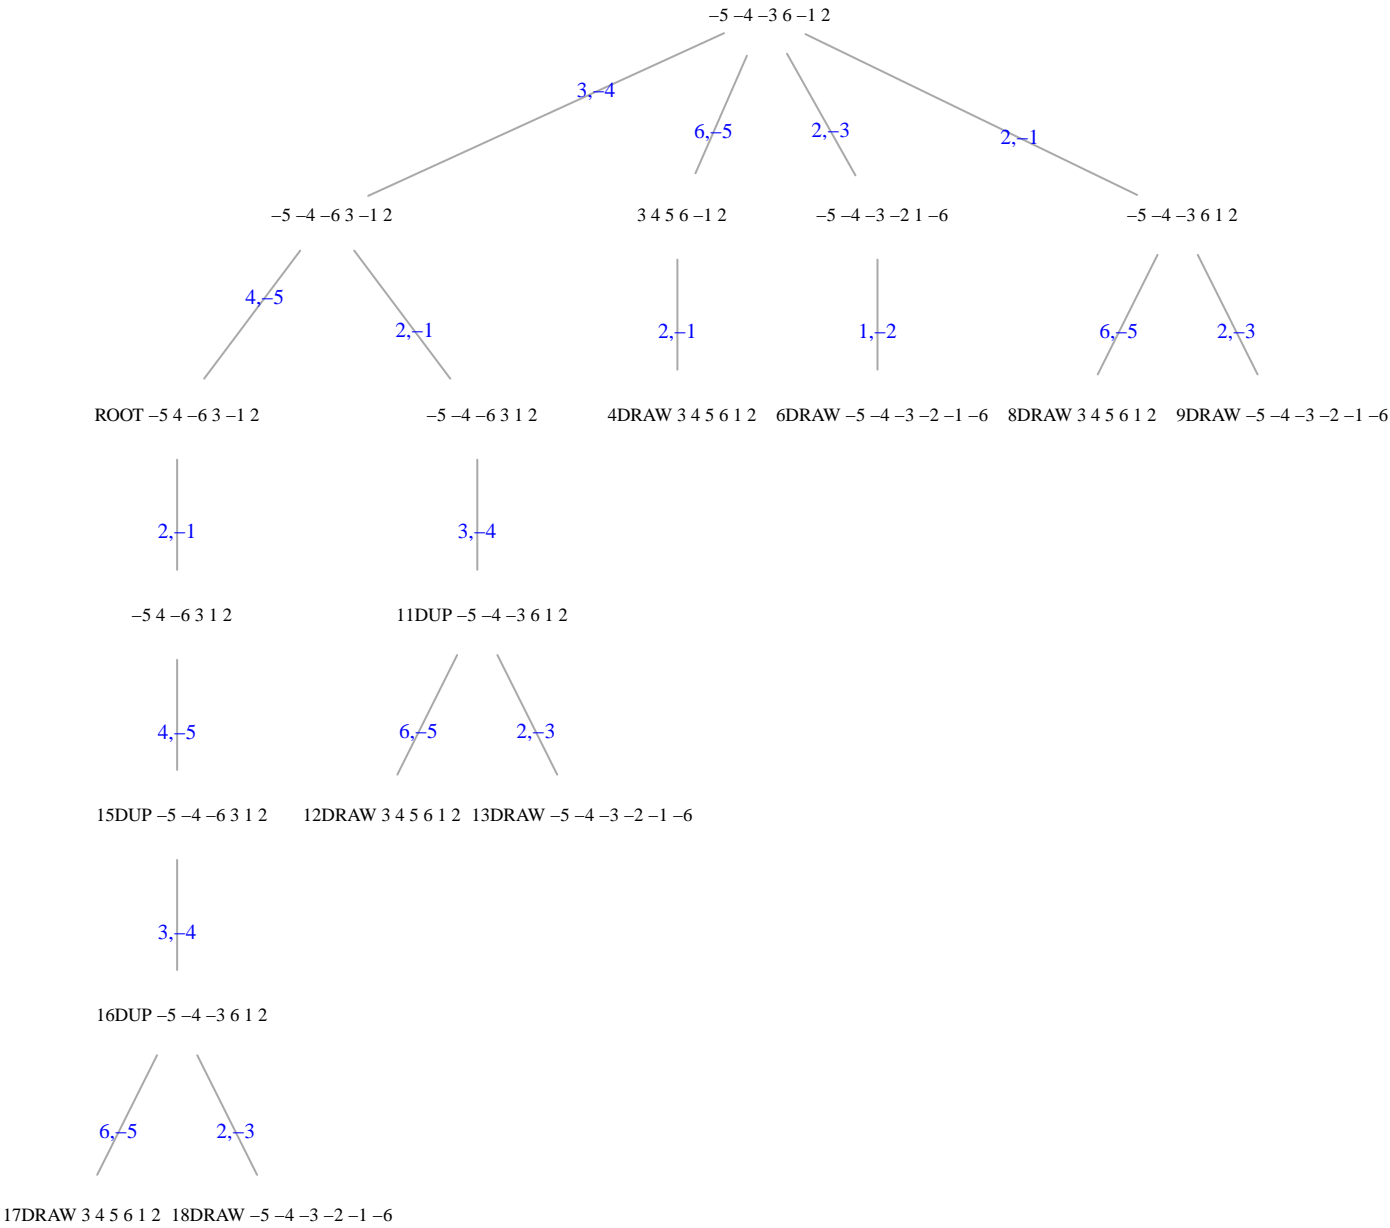 –5 –4 –3 6 –1 2
3,–4
6,–5
2,–3
2,–1
–5 –4 –6 3 –1 2
3 4 5 6 –1 2
–5 –4 –3 –2 1 –6
–5 –4 –3 6 1 2
4,–5
2,–1
2,–1
1,–2
6,–5
2,–3
ROOT –5 4 –6 3 –1 2
–5 –4 –6 3 1 2
4DRAW 3 4 5 6 1 2
6DRAW –5 –4 –3 –2 –1 –6
8DRAW 3 4 5 6 1 2
9DRAW –5 –4 –3 –2 –1 –6
2,–1
3,–4
–5 4 –6 3 1 2
11DUP –5 –4 –3 6 1 2
4,–5
6,–5
2,–3
15DUP –5 –4 –6 3 1 2
12DRAW 3 4 5 6 1 2
13DRAW –5 –4 –3 –2 –1 –6
3,–4
16DUP –5 –4 –3 6 1 2
6,–5
2,–3
17DRAW 3 4 5 6 1 2
18DRAW –5 –4 –3 –2 –1 –6